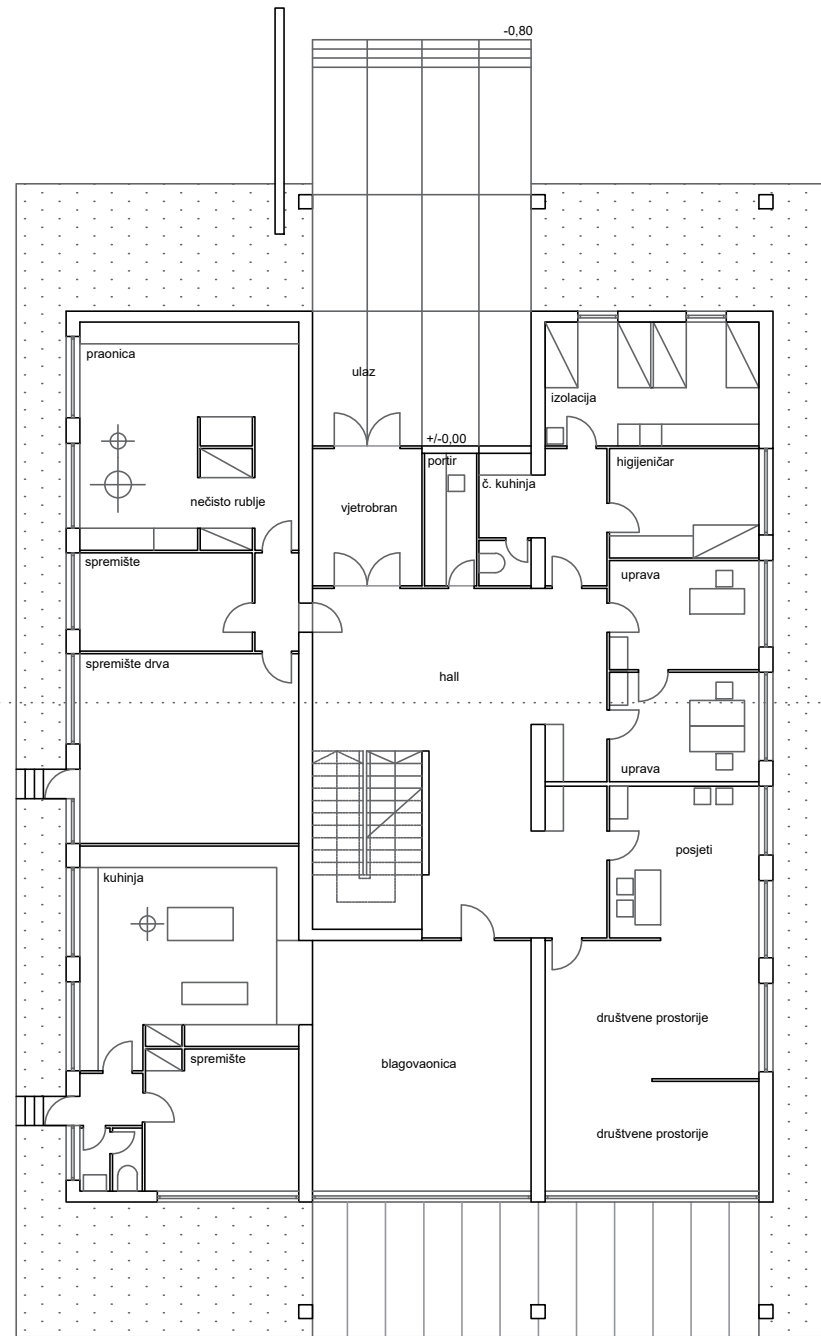 -0,80
praonica
ulaz
izolacija
+/-0,00
portir
higijeničar
č. kuhinja
nečisto rublje
vjetrobran
spremište
uprava
spremište drva
hall
uprava
posjeti
kuhinja
društvene prostorije
spremište
blagovaonica
društvene prostorije